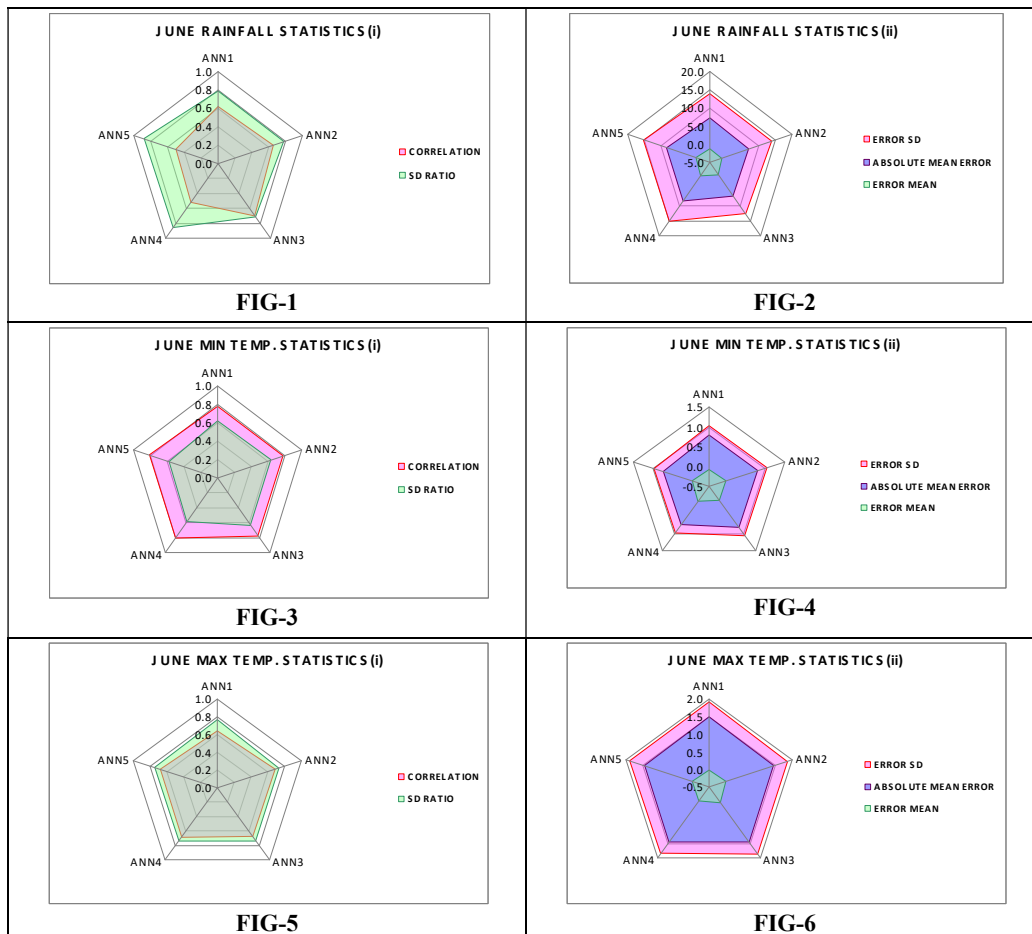 JUNE RAINFALL STATISTICS (i)
ANN1
1.0
0.8
0.6
0.4
0.2
0.0
ANN2
ANN3
ANN4
ANN5
CORRELATION
SD RATIO
FIG-1
JUNE RAINFALL STATISTICS (ii)
ANN1
20.0
15.0
10.0
5.0
0.0
-5.0
ANN2
ANN3
ANN4
ANN5
ERROR SD
ABSOLUTE MEAN ERROR
ERROR MEAN
FIG-2
JUNE MIN TEMP. STATISTICS (i)
ANN1
1.0
0.8
0.6
0.4
0.2
0.0
ANN2
ANN3
ANN4
ANN5
CORRELATION
SD RATIO
FIG-3
JUNE MIN TEMP. STATISTICS (ii)
ANN1
1.5
1.0
0.5
0.0
-0.5
ANN2
ANN3
ANN4
ANN5
ERROR SD
ABSOLUTE MEAN ERROR
ERROR MEAN
FIG-4
JUNE MAX TEMP. STATISTICS (i)
ANN1
1.0
0.8
0.6
0.4
0.2
0.0
ANN2
ANN3
ANN4
ANN5
CORRELATION
SD RATIO
FIG-5
JUNE MAX TEMP. STATISTICS (ii)
ANN1
2.0
1.5
1.0
0.5
0.0
-0.5
ANN2
ANN3
ANN4
ANN5
ERROR SD
ABSOLUTE MEAN ERROR
ERROR MEAN
FIG-6